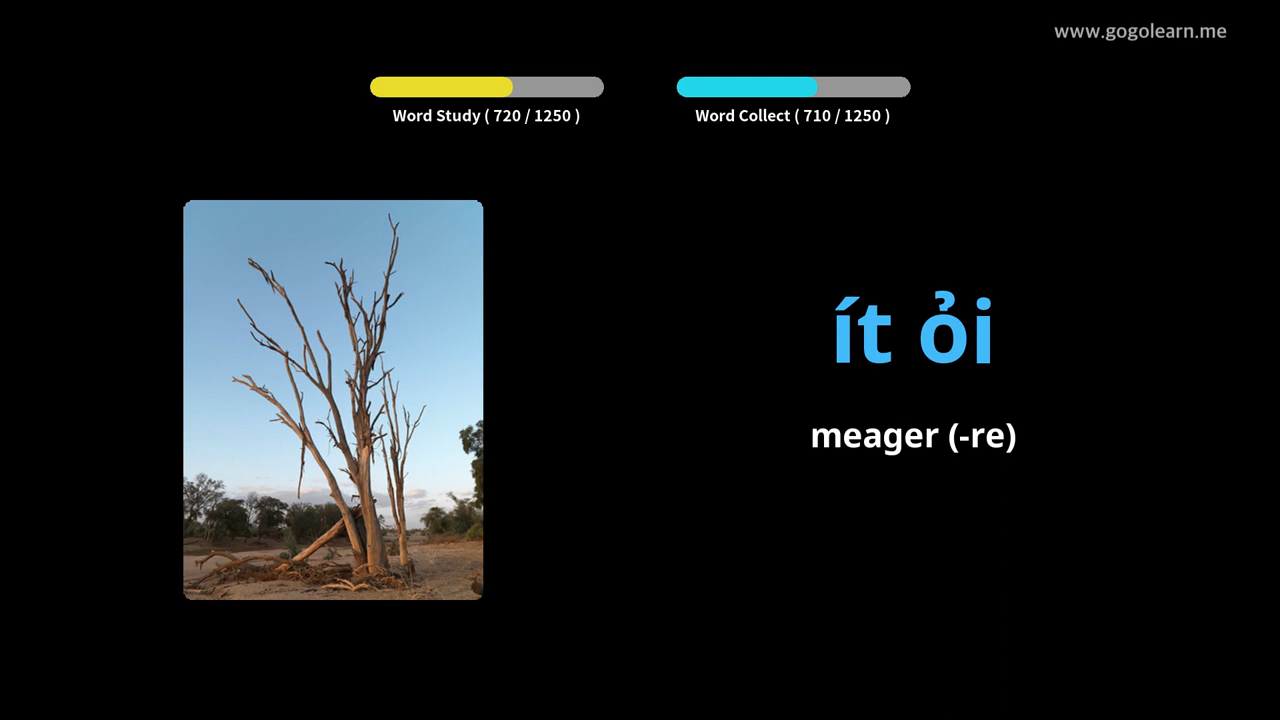 www.gogolearn.me
Word Study ( 720 / 1250 )
Word Collect ( 710 / 1250 )
ít ỏi
meager (-re)